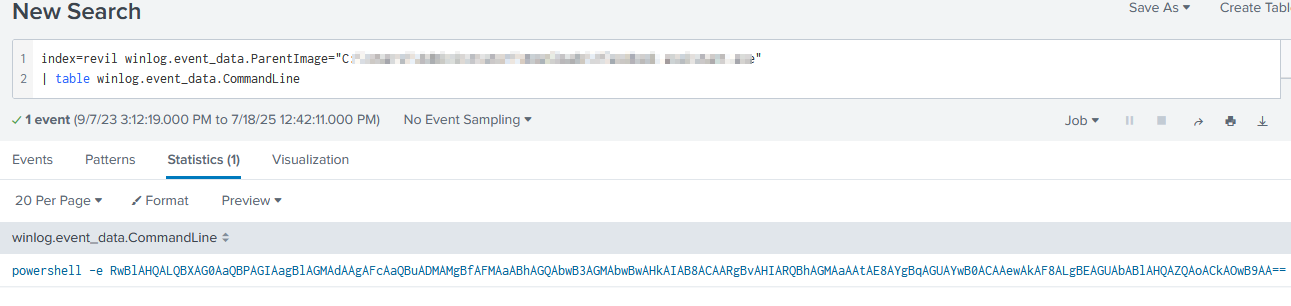 New Search
Save As
Create Tabl
1 index=revil winlog.event_data.ParentImage="C: e"
2 | table winlog.event_data.CommandLine
✓ 1 event (9/7/23 3:12:19.000 PM to 7/18/25 12:42:11.000 PM)
No Event Sampling
Job
Events
Patterns
Statistics (1)
Visualization
20 Per Page
Format
Preview
winlog.event_data.CommandLine
powershell -e RwBlAHQALQBXAG0AaQBPAGIAagBlAGMAdAAgAFcAaQBuADMAMgBfAFMAaABhAGQAbwB3AGMAbwBwAHkAIAB8ACAARgBvAHIARQBhAGMAaAAtAE8AYgBqAGUAYwB0ACAAewAkAF8ALgBEAGUAbABlAHQAZQAoACkAOwB9AA==